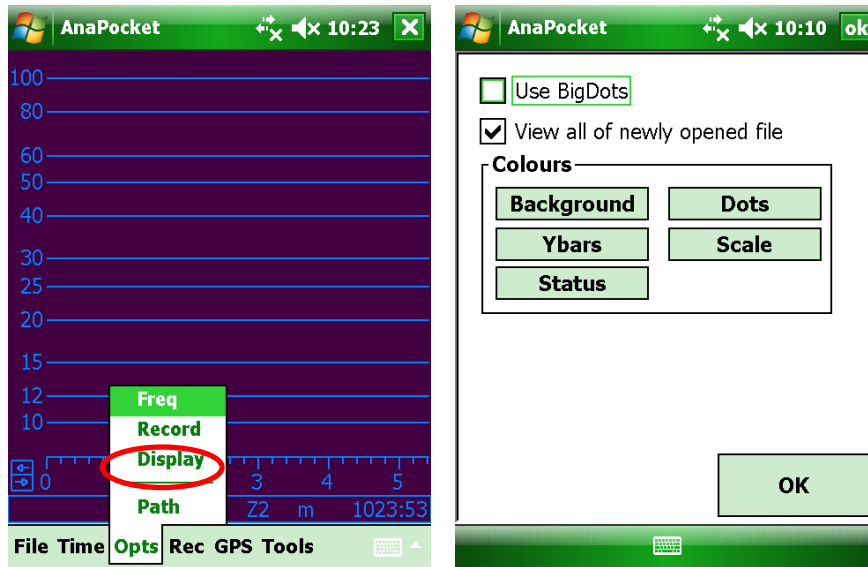 AnaPocket 10:23
100
80
60
50
40
30
25
20
15
12
10
Freq
Record
Display
Path
0 3 4 5
Z2 m 1023:53
File Time Opts Rec GPS Tools
AnaPocket 10:10 ok
Use BigDots
View all of newly opened file
Colours
Background Dots
Ybars Scale
Status
OK